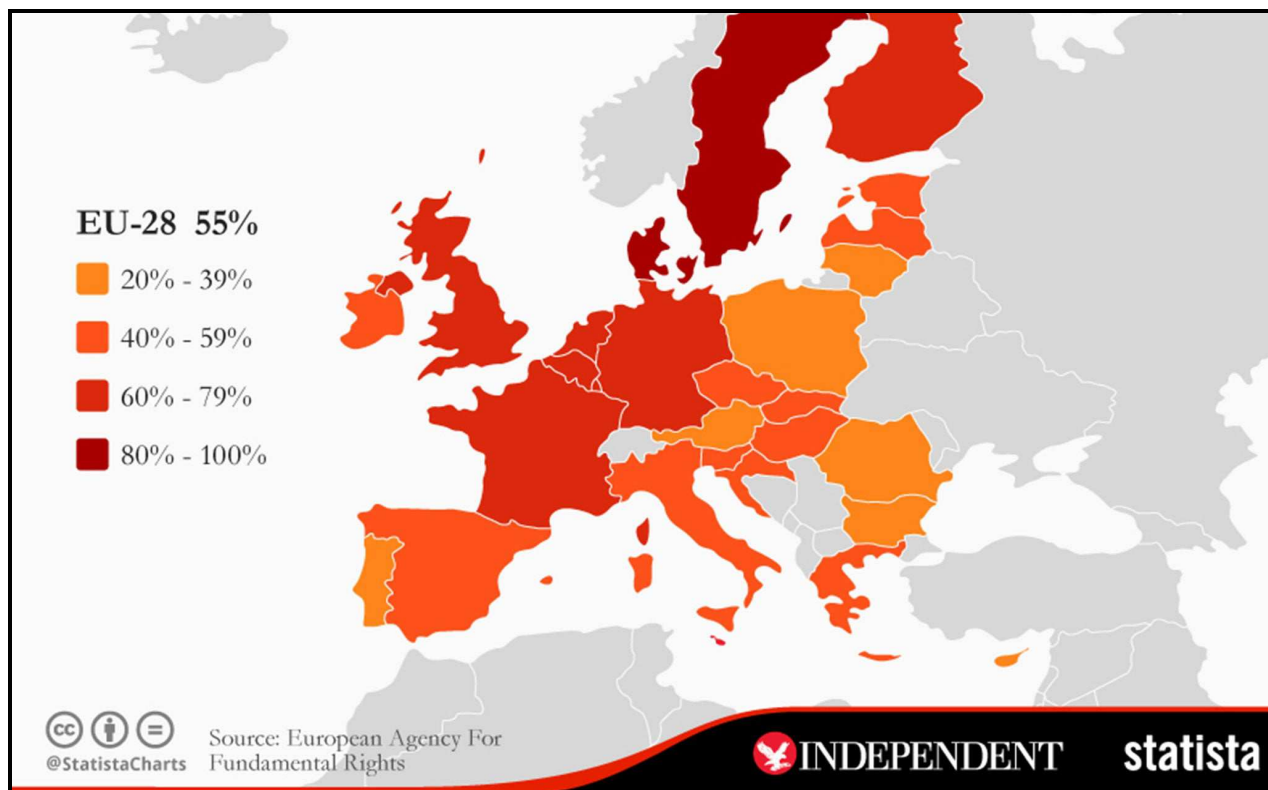 EU-28 55%
20% - 39%
40% - 59%
60% - 79%
80% - 100%
cc
@StatistaCharts
Source: European Agency For
Fundamental Rights
INDEPENDENT
statista